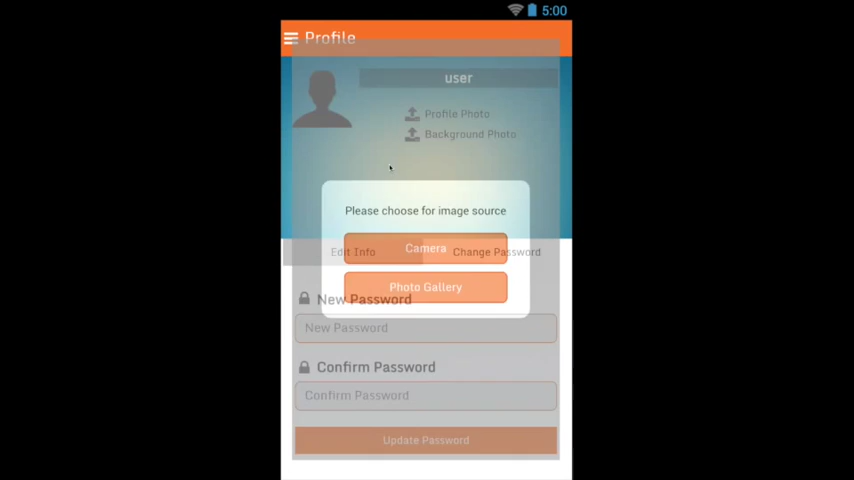 5:00
Profile
user
Profile Photo
Background Photo
Please choose for image source
Camera
Edit Info
Change Password
Photo Gallery
New Password
New Password
Confirm Password
Confirm Password
Update Password